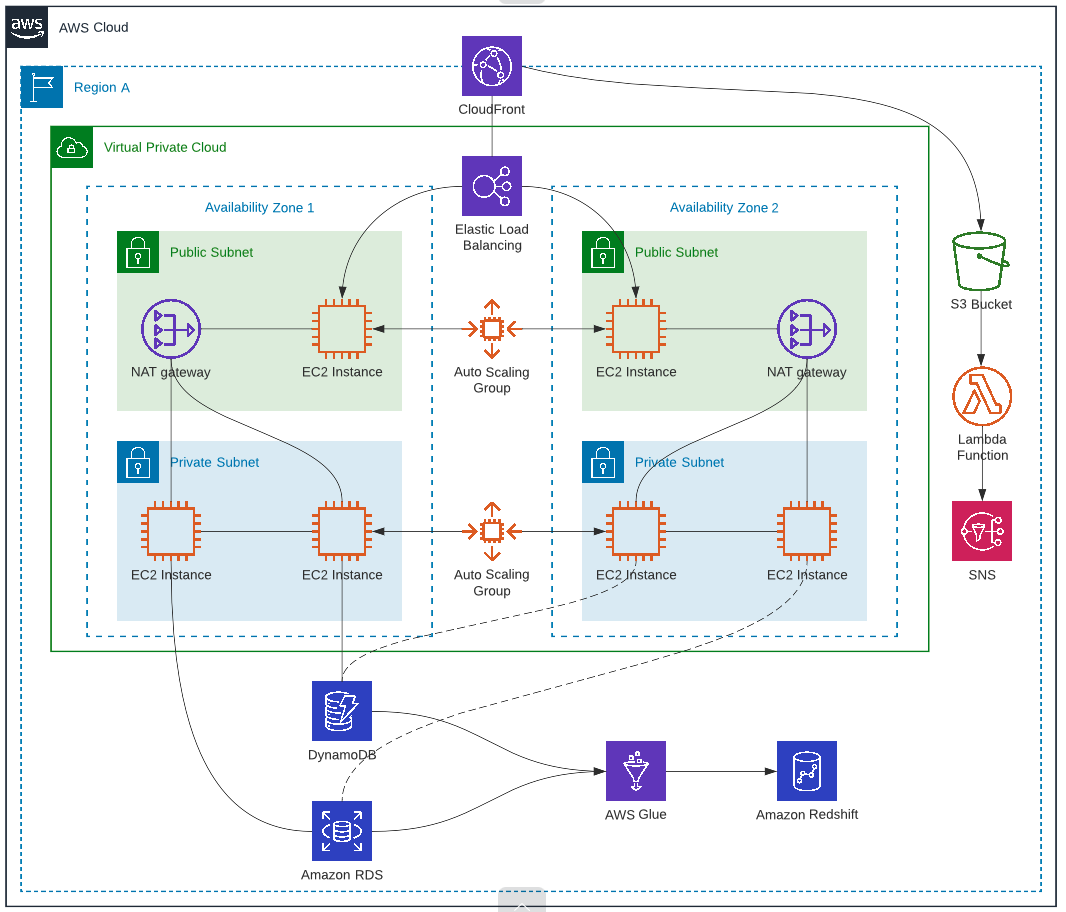 aws
AWS Cloud
Region A
CloudFront
Virtual Private Cloud
Availability Zone 1
Availability Zone 2
Elastic Load
Balancing
Public Subnet
Public Subnet
S3 Bucket
NAT gateway
EC2 Instance
Auto Scaling
Group
EC2 Instance
NAT gateway
Lambda
Function
Private Subnet
Private Subnet
EC2 Instance
EC2 Instance
Auto Scaling
Group
EC2 Instance
EC2 Instance
SNS
DynamoDB
AWS Glue
Amazon Redshift
Amazon RDS